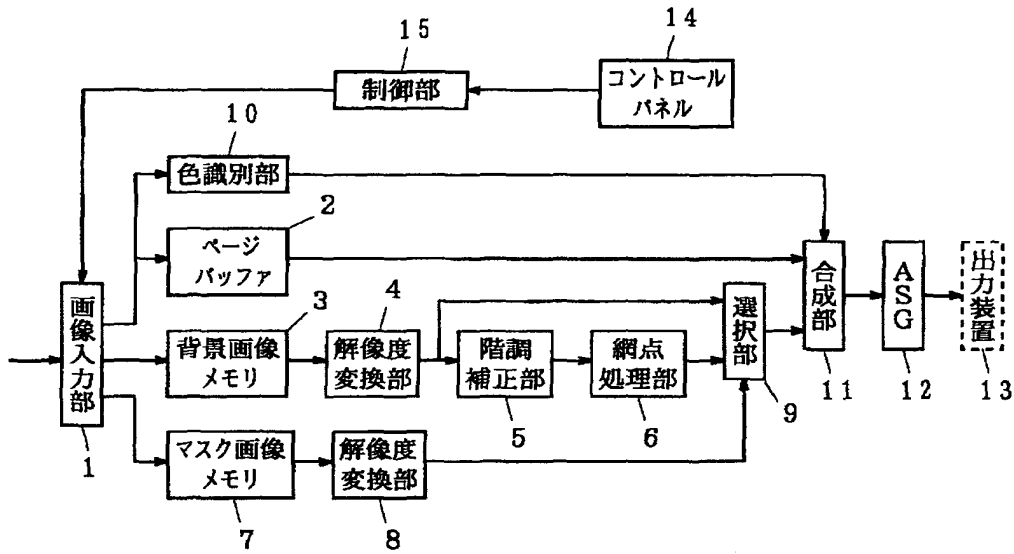 15
14
制御部
コントロール
パネル
10
色識別部
2
ページ
バッファ
画像入力部
1
3
背景画像
メモリ
4
解像度
変換部
階調
補正部
5
網点
処理部
6
選択部
9
合成部
11
ASG
12
出力装置
13
マスク画像
メモリ
7
解像度
変換部
8